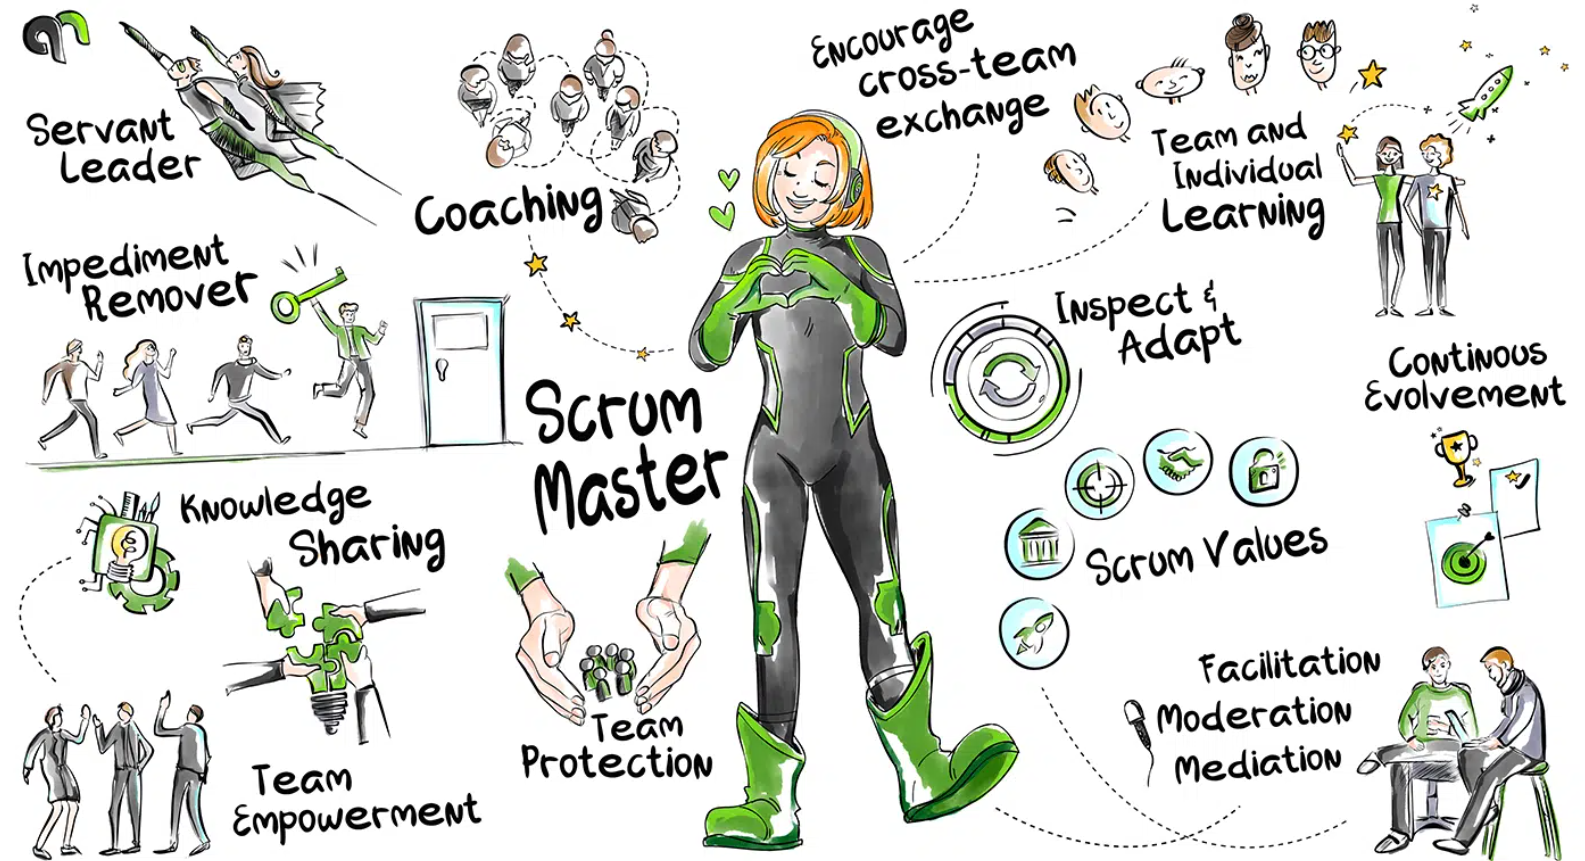 Servant
Leader
Coaching
Encourage
cross-team
exchange
Team and
Individual
Learning
Impediment
Remover
Inspect &
Adapt
Continous
Evolvement
Scrum
Master
Knowledge
Sharing
Scrum Values
Team
Protection
Facilitation
Moderation
Mediation
Team
Empowerment